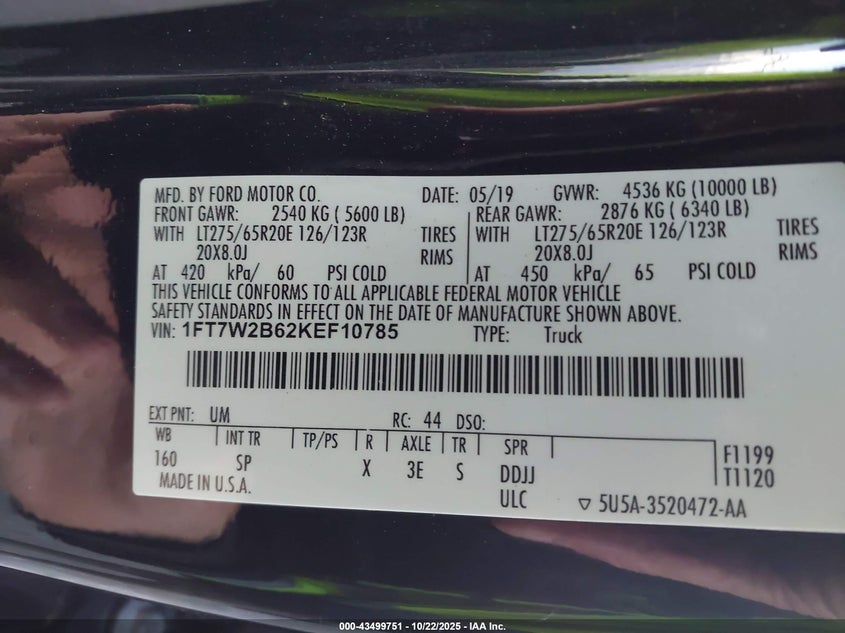 MFD. BY FORD MOTOR CO. DATE: 05/19 GVWR: 4536 KG (10000 LB)
FRONT GAWR: 2540 KG ( 5600 LB) REAR GAWR: 2876 KG ( 6340 LB)
WITH LT275/65R20E 126/123R TIRES WITH LT275/65R20E 126/123R TIRES
20X8.0J RIMS 20X8.0J RIMS
AT 420 kPa/ 60 PSI COLD AT 450 kPa/ 65 PSI COLD
THIS VEHICLE CONFORMS TO ALL APPLICABLE FEDERAL MOTOR VEHICLE
SAFETY STANDARDS IN EFFECT ON THE DATE OF MANUFACTURE SHOWN ABOVE.
VIN: 1FT7W2B62KEF10785 TYPE: Truck
EXT PNT: UM RC: 44 DSO:
WB INT TR TP/PS R AXLE TR SPR F1199
160 SP X 3E S DDJJ T1120
MADE IN U.S.A. ULC ▽ 5U5A-3520472-AA
000-43499751 - 10/22/2025 - IAA Inc.